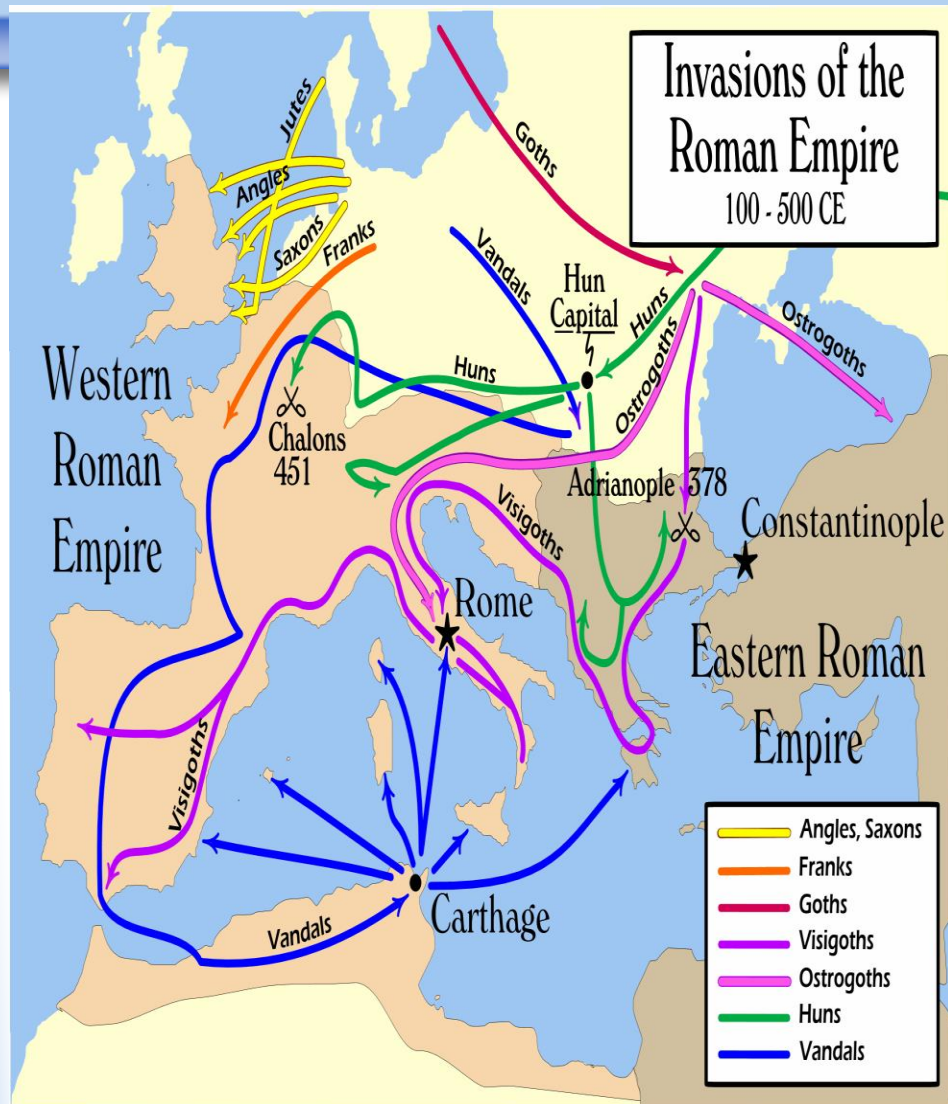 Invasions of the
Roman Empire
100 - 500 CE
Jutes
Angles
Saxons
Franks
Goths
Vandals
Hun
Capital
Huns
Ostrogoths
Ostrogoths
Huns
Western
Roman
Empire
Chalons
451
Adrianople 378
Visigoths
Constantinople
Rome
Eastern Roman
Empire
Visigoths
Carthage
Vandals
Angles, Saxons
Franks
Goths
Visigoths
Ostrogoths
Huns
Vandals